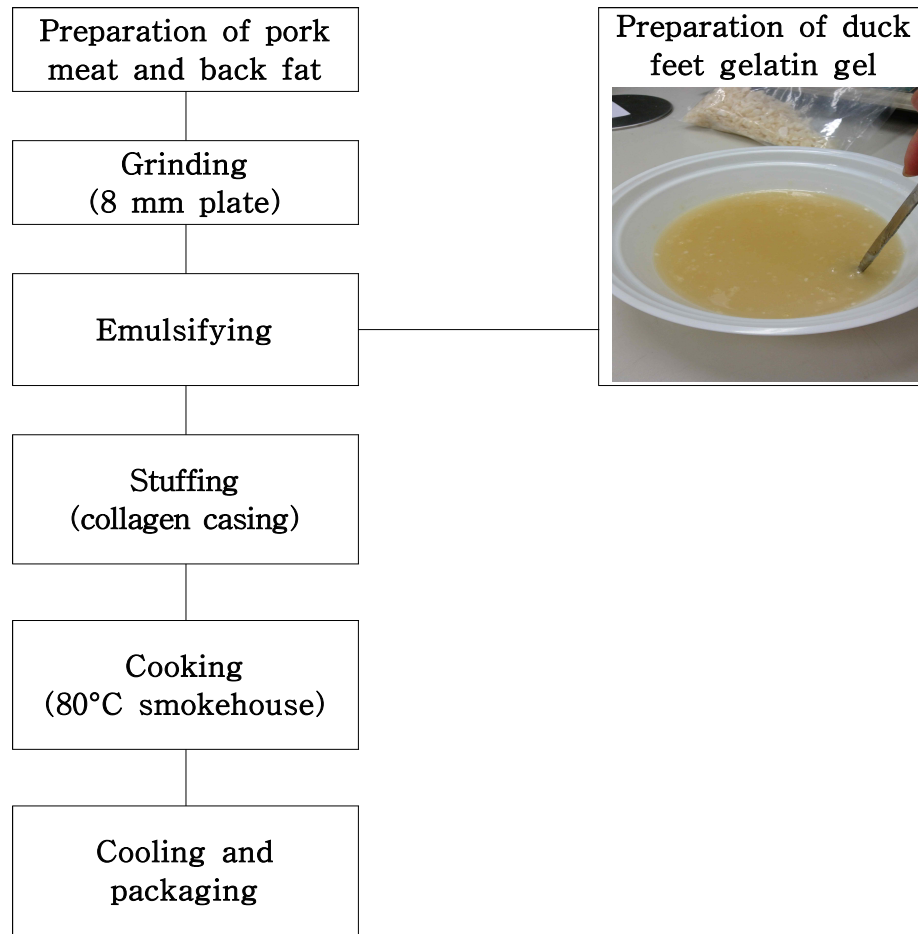 Preparation of pork
meat and back fat
Preparation of duck
feet gelatin gel
Grinding
(8 mm plate)
Emulsifying
Stuffing
(collagen casing)
Cooking
(80°C smokehouse)
Cooling and
packaging